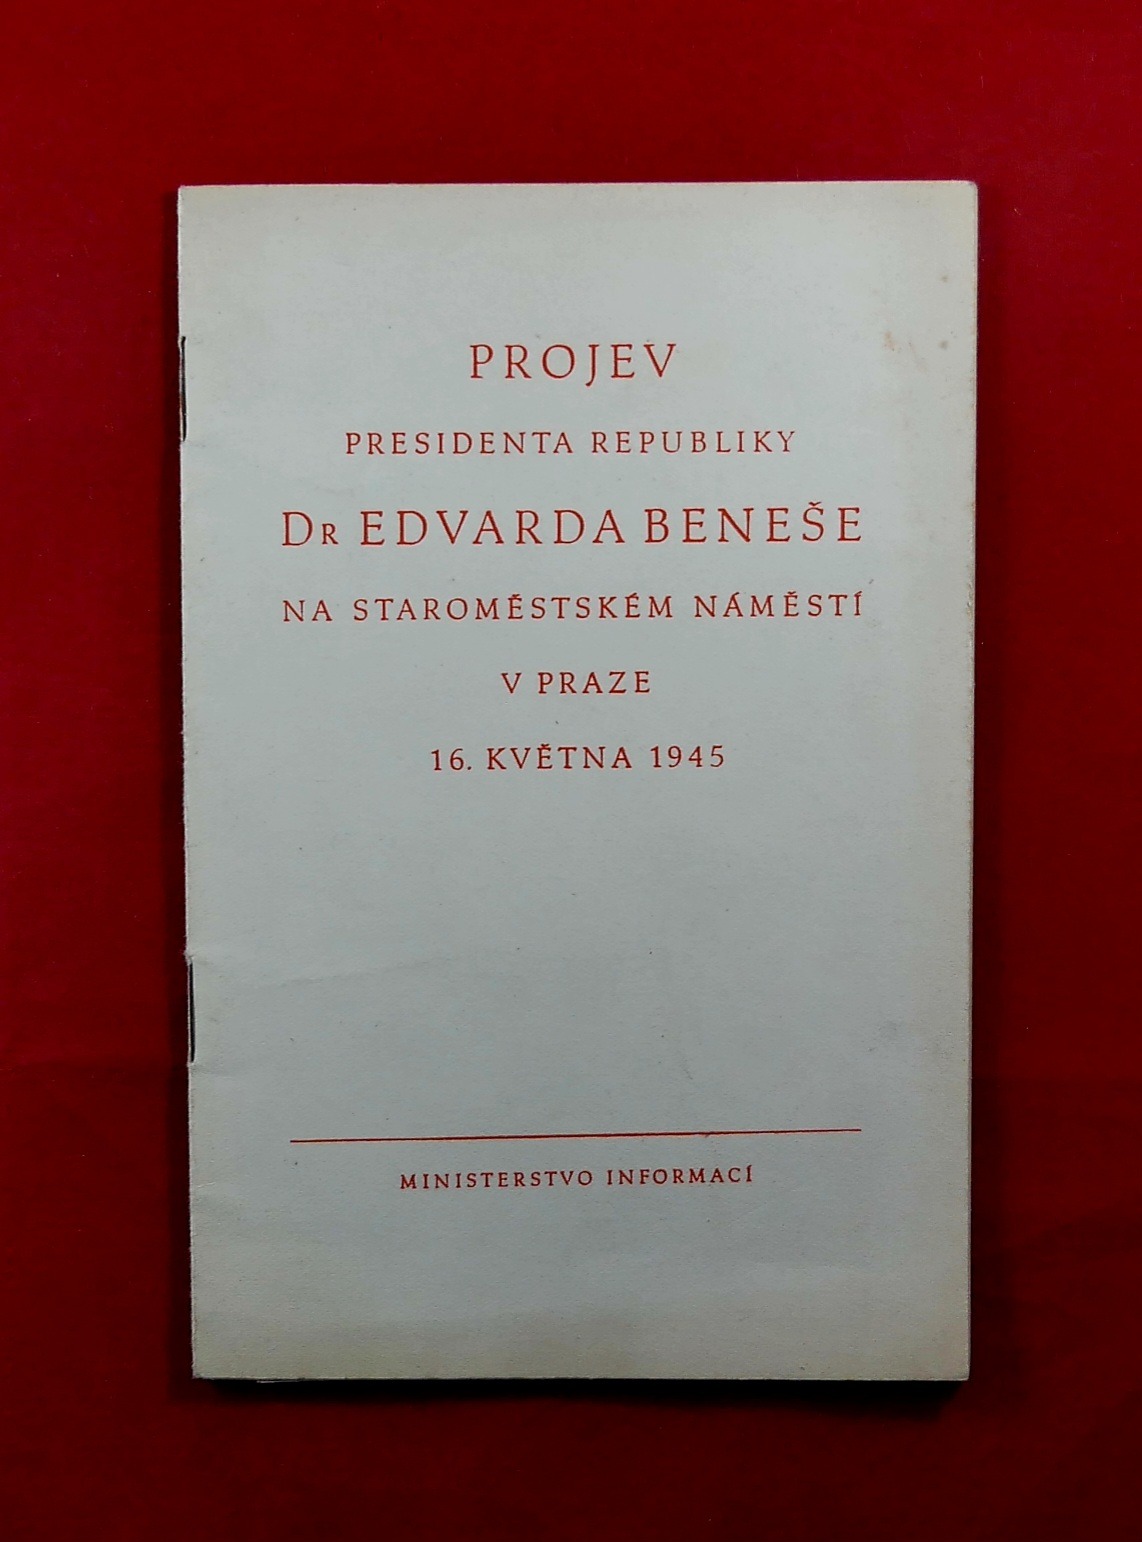 PROJEV
PRESIDENTA REPUBLIKY
DR EDVARDA BENEŠE
NA STAROMĚSTSKÉM NÁMĚSTÍ
V PRAZE
16. KVĚTNA 1945
MINISTERSTVO INFORMACÍ